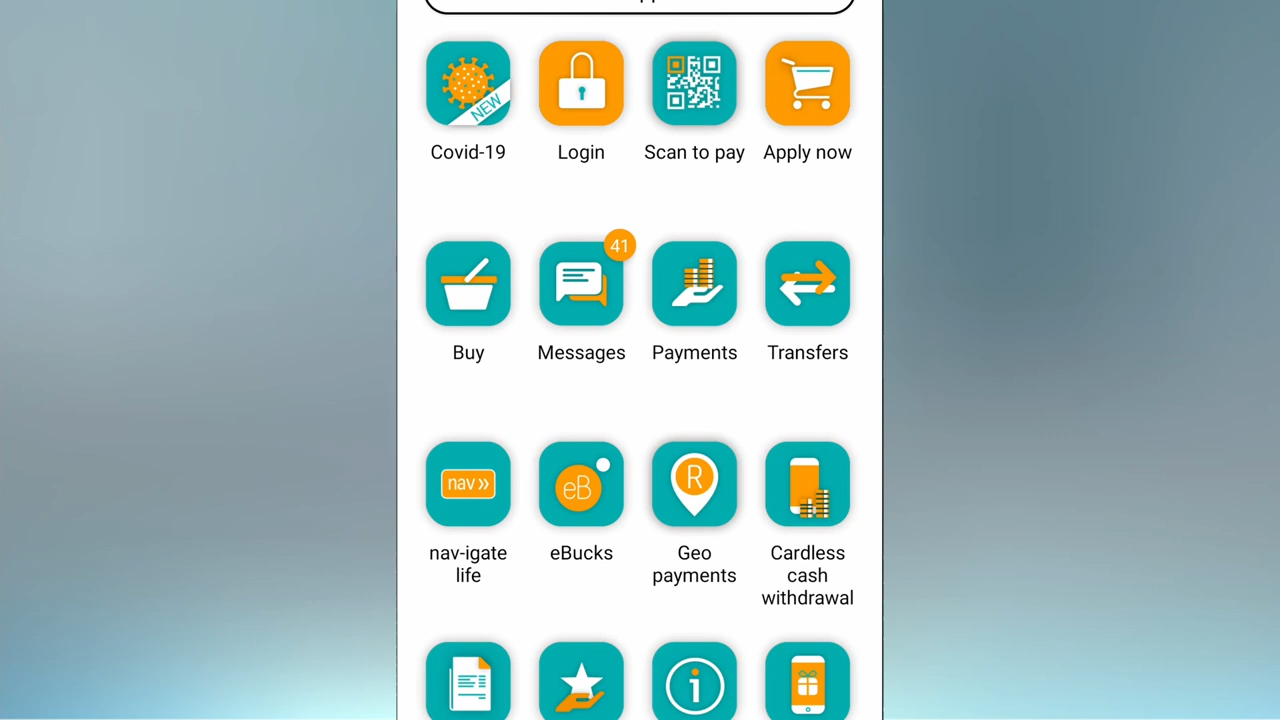 NEW
Covid-19
Login
Scan to pay
Apply now
41
Buy
Messages
Payments
Transfers
nav»
eB
R
nav-igate
life
eBucks
Geo
payments
Cardless
cash
withdrawal